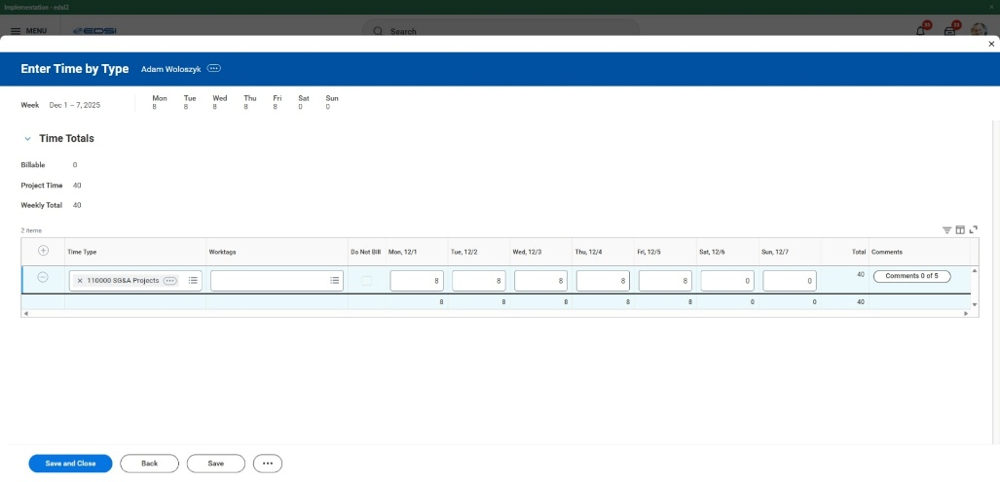 Implementation - edsi2
MENU EDSI Search 25 23
Enter Time by Type Adam Woloszyk
Week Dec 1 – 7, 2025
Mon Tue Wed Thu Fri Sat Sun
8 8 8 8 8 0 0
Time Totals
Billable 0
Project Time 40
Weekly Total 40
2 items
Time Type Worktags Do Not Bill Mon, 12/1 Tue, 12/2 Wed, 12/3 Thu, 12/4 Fri, 12/5 Sat, 12/6 Sun, 12/7 Total Comments
× 110000 SG&A Projects 8 8 8 8 8 0 0 40 Comments 0 of 5
8 8 8 8 8 0 0 40
Save and Close Back Save